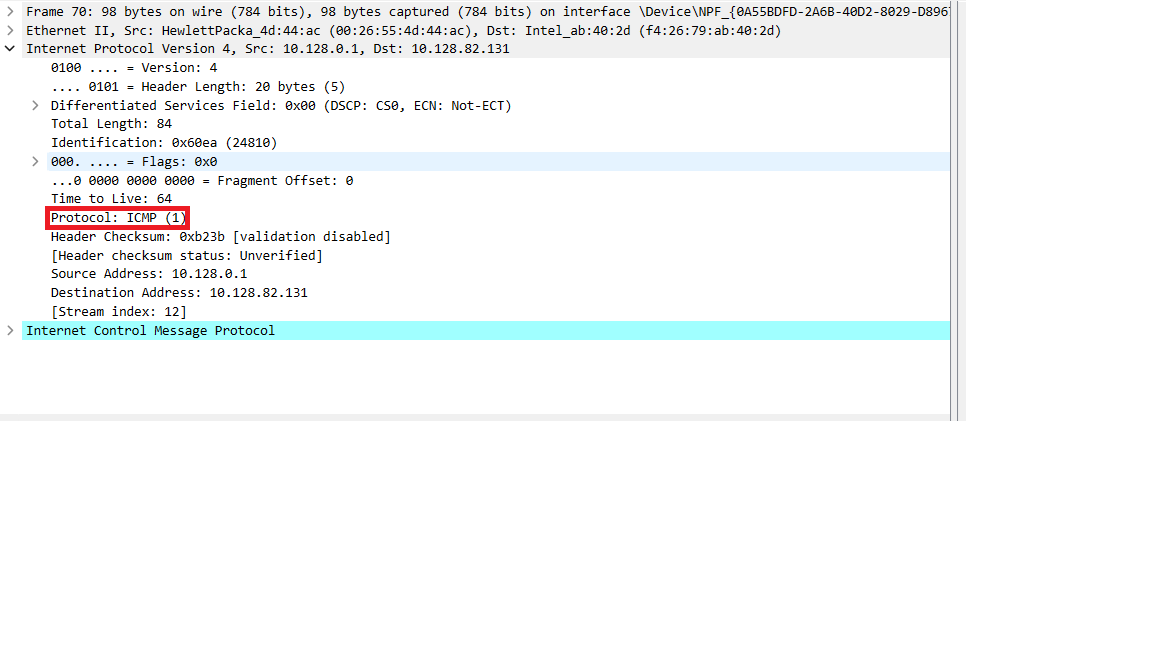 Frame 70: 98 bytes on wire (784 bits), 98 bytes captured (784 bits) on interface \Device\NPF_{0A55BDFD-2A6B-40D2-8029-D896
Ethernet II, Src: HewlettPacka_4d:44:ac (00:26:55:4d:44:ac), Dst: Intel_ab:40:2d (f4:26:79:ab:40:2d)
Internet Protocol Version 4, Src: 10.128.0.1, Dst: 10.128.82.131
0100 .... = Version: 4
.... 0101 = Header Length: 20 bytes (5)
Differentiated Services Field: 0x00 (DSCP: CS0, ECN: Not-ECT)
Total Length: 84
Identification: 0x60ea (24810)
000. .... = Flags: 0x0
...0 0000 0000 0000 = Fragment Offset: 0
Time to Live: 64
Protocol: ICMP (1)
Header Checksum: 0xb23b [validation disabled]
[Header checksum status: Unverified]
Source Address: 10.128.0.1
Destination Address: 10.128.82.131
[Stream index: 12]
Internet Control Message Protocol